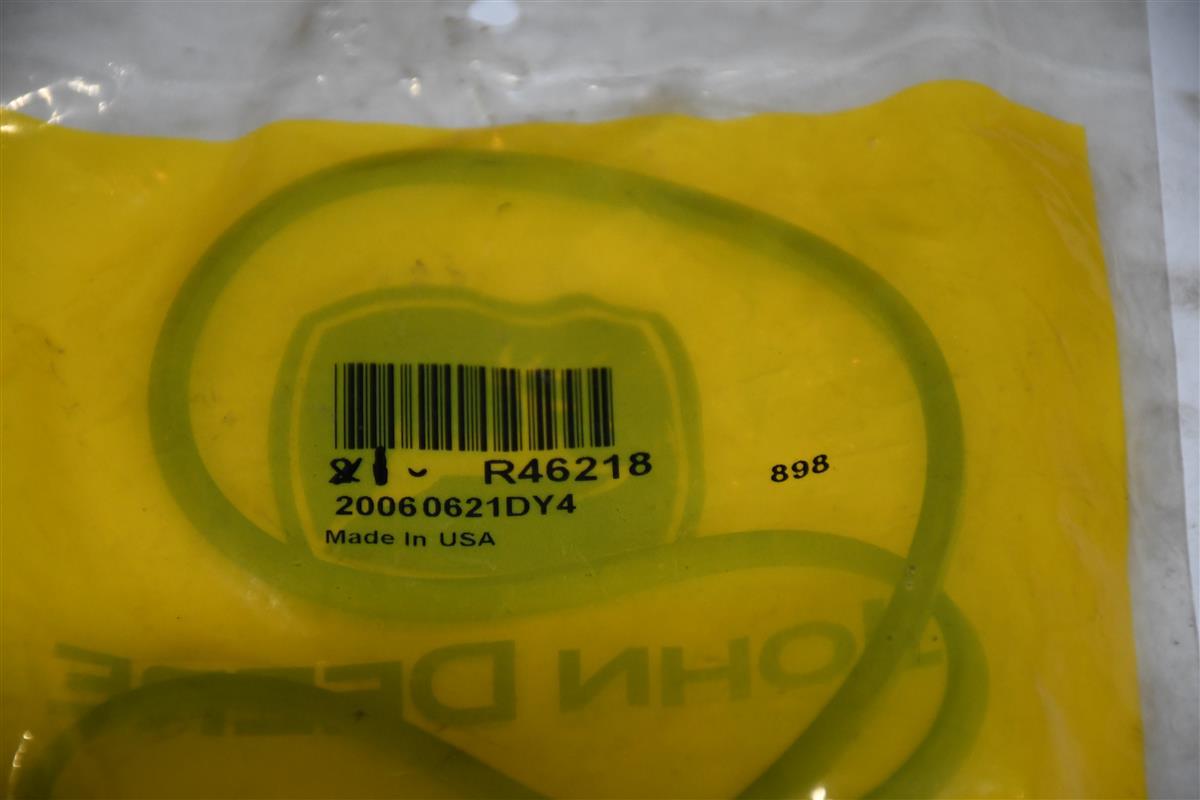 R46218
898
20060621DY4
Made In USA
JOHN DEERE